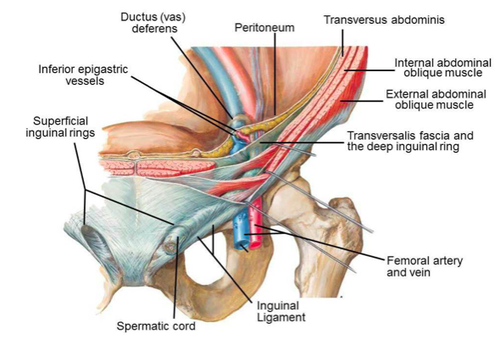 Ductus (vas)
deferens
Peritoneum
Transversus abdominis
Inferior epigastric
vessels
Internal abdominal
oblique muscle
External abdominal
oblique muscle
Superficial
inguinal rings
Transversalis fascia and
the deep inguinal ring
Femoral artery
and vein
Inguinal
Ligament
Spermatic cord